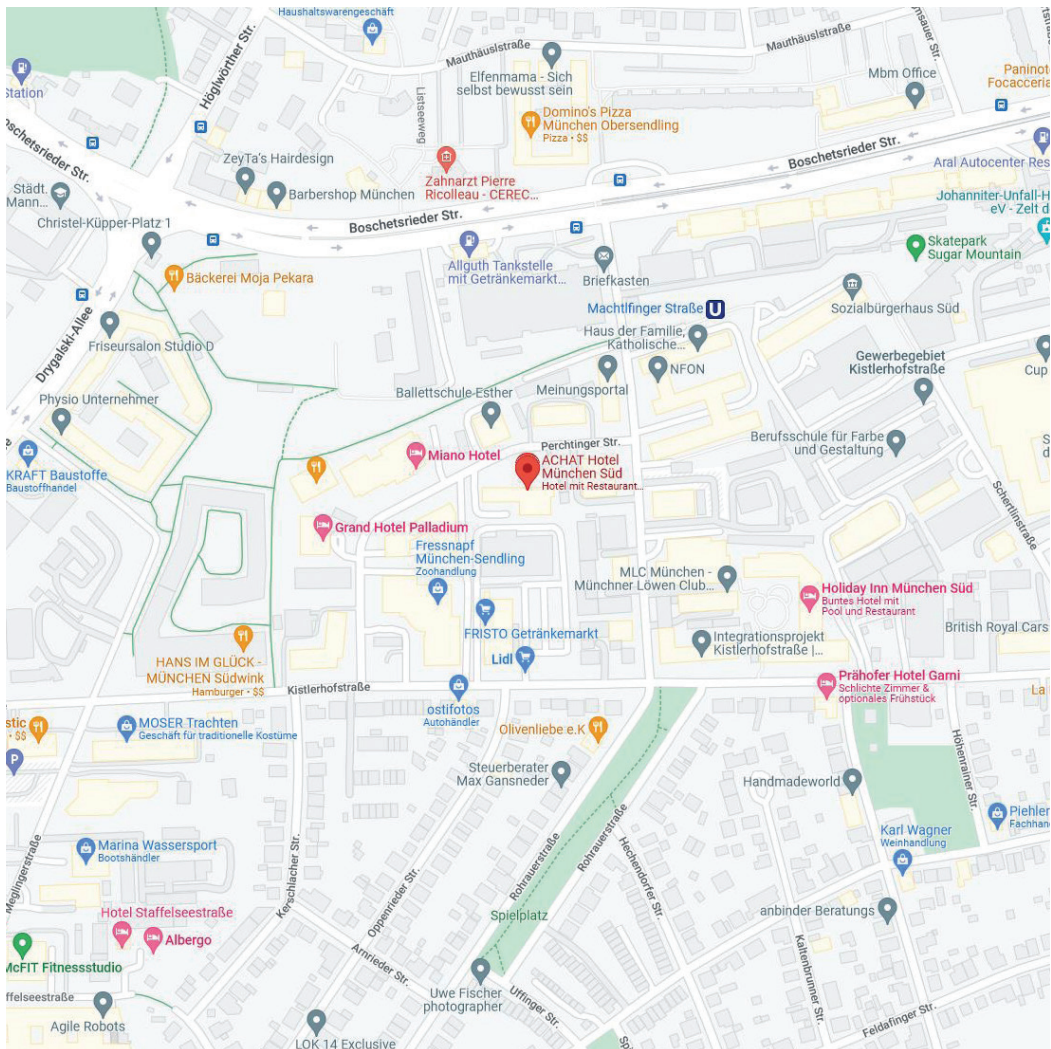 Haushaltswarengeschäft
Höglwörther Str.
Mauthäuslstraße
Mauthäuslstraße
Elfenmama - Sich
selbst bewusst sein
Mbm Office
Focacceria
Station
Listseeweg
Domino's Pizza
München Obersendling
Pizza • $$
Boschetsrieder Str.
ZeyTa's Hairdesign
Zahnarzt Pierre
Ricolleau - CEREC...
Boschetsrieder Str.
Aral Autocenter Res
Städt.
Mann...
Barbershop München
Johanniter-Unfall-H
eV - Zelt d
Christel-Küpper-Platz 1
Boschetsrieder Str.
Skatepark
Sugar Mountain
Bäckerei Moja Pekara
Allguth Tankstelle
mit Getränkemarkt...
Briefkasten
Machtlfinger Straße
U
Sozialbürgerhaus Süd
Drygalski-Allee
Friseursalon Studio D
Haus der Familie,
Katholische...
NFON
Gewerbegebiet
Kistlerhofstraße
Cup
Physio Unternehmer
Ballettschule-Esther
Meinungsportal
Perchtinger Str.
Berufsschule für Farbe
und Gestaltung
KRAFT Baustoffe
Baustoffhandel
Miano Hotel
ACHAT Hotel
München Süd
Hotel mit Restaurant...
Schertlinstraße
Grand Hotel Palladium
Fressnapf
München-Sendling
Zoohandlung
MLC München -
Münchner Löwen Club...
Holiday Inn München Süd
Buntes Hotel mit
Pool und Restaurant
FRISTO Getränkemarkt
Integrationsprojekt
Kistlerhofstraße |...
British Royal Cars
HANS IM GLÜCK -
MÜNCHEN Südwink
Hamburger • $$
Lidl
Kistlerhofstraße
Prähofer Hotel Garni
Schlichte Zimmer &
optionales Frühstück
La
ostifotos
Autohändler
stic
• $$
MOSER Trachten
Geschäft für traditionelle Kostüme
Olivenliebe e.K
P
Steuerberater
Max Gansneder
Handmadeworld
Höhenrainer Str.
Piehler
Fachhan
Marina Wassersport
Bootshändler
Meglingerstraße
Kerschlacher Str.
Oppenrieder Str.
Rohrauerstraße
Rohrauerstraße
Hechendorfer Str.
Karl Wagner
Weinhandlung
Hotel Staffelseestraße
Albergo
Spielplatz
anbinder Beratungs
McFIT Fitnessstudio
Arnrieder Str.
Kaltenbrunner Str.
ffelseestraße
Uwe Fischer
photographer
Uffinger Str.
Agile Robots
LOK 14 Exclusive
Feldafinger Str.